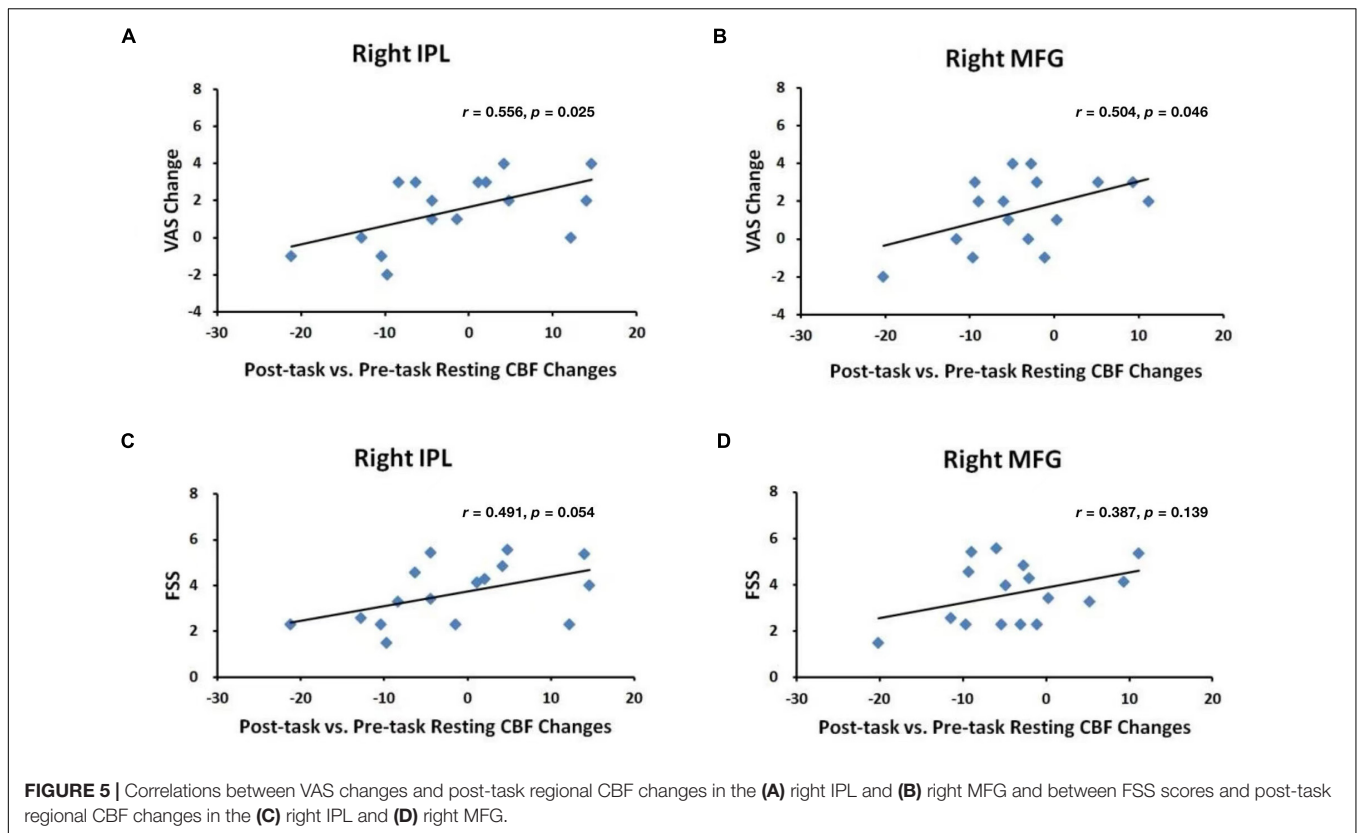 A
Right IPL
r = 0.556, p = 0.025
VAS Change
8
6
4
2
0
-2
-4
-30 -20 -10 0 10 20
Post-task vs. Pre-task Resting CBF Changes
B
Right MFG
r = 0.504, p = 0.046
VAS Change
8
6
4
2
0
-2
-4
-30 -20 -10 0 10 20
Post-task vs. Pre-task Resting CBF Changes
C
Right IPL
r = 0.491, p = 0.054
FSS
8
6
4
2
0
-30 -20 -10 0 10 20
Post-task vs. Pre-task Resting CBF Changes
D
Right MFG
r = 0.387, p = 0.139
FSS
8
6
4
2
0
-30 -20 -10 0 10 20
Post-task vs. Pre-task Resting CBF Changes
FIGURE 5 | Correlations between VAS changes and post-task regional CBF changes in the (A) right IPL and (B) right MFG and between FSS scores and post-task
regional CBF changes in the (C) right IPL and (D) right MFG.